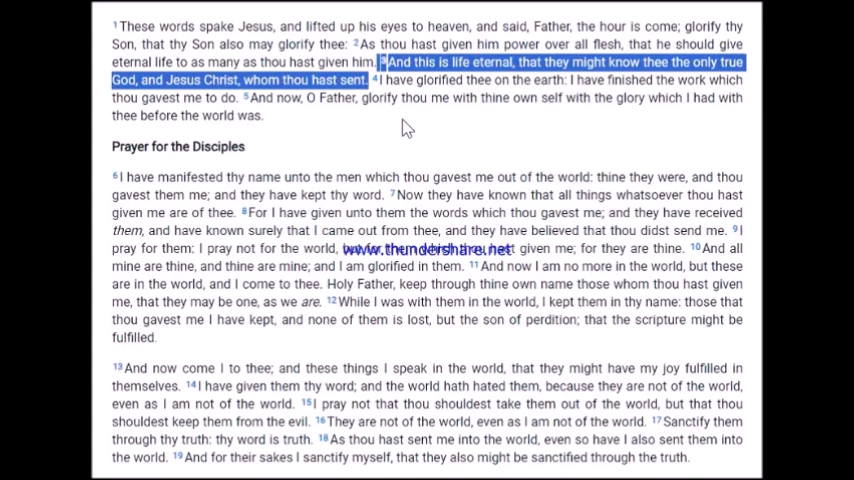 1These words spake Jesus, and lifted up his eyes to heaven, and said, Father, the hour is come; glorify thy
Son, that thy Son also may glorify thee: 2As thou hast given him power over all flesh, that he should give
eternal life to as many as thou hast given him. 3And this is life eternal, that they might know thee the only true
God, and Jesus Christ, whom thou hast sent. 4I have glorified thee on the earth: I have finished the work which
thou gavest me to do. 5And now, O Father, glorify thou me with thine own self with the glory which I had with
thee before the world was.
Prayer for the Disciples
6I have manifested thy name unto the men which thou gavest me out of the world: thine they were, and thou
gavest them me; and they have kept thy word. 7Now they have known that all things whatsoever thou hast
given me are of thee. 8For I have given unto them the words which thou gavest me; and they have received
them, and have known surely that I came out from thee, and they have believed that thou didst send me. 9I
pray for them: I pray not for the world, but for them which thou hast given me; for they are thine. 10And all
www.thundershare.net
mine are thine, and thine are mine; and I am glorified in them. 11And now I am no more in the world, but these
are in the world, and I come to thee. Holy Father, keep through thine own name those whom thou hast given
me, that they may be one, as we are. 12While I was with them in the world, I kept them in thy name: those that
thou gavest me I have kept, and none of them is lost, but the son of perdition; that the scripture might be
fulfilled.
13And now come I to thee; and these things I speak in the world, that they might have my joy fulfilled in
themselves. 14I have given them thy word; and the world hath hated them, because they are not of the world,
even as I am not of the world. 15I pray not that thou shouldest take them out of the world, but that thou
shouldest keep them from the evil. 16They are not of the world, even as I am not of the world. 17Sanctify them
through thy truth: thy word is truth. 18As thou hast sent me into the world, even so have I also sent them into
the world. 19And for their sakes I sanctify myself, that they also might be sanctified through the truth.